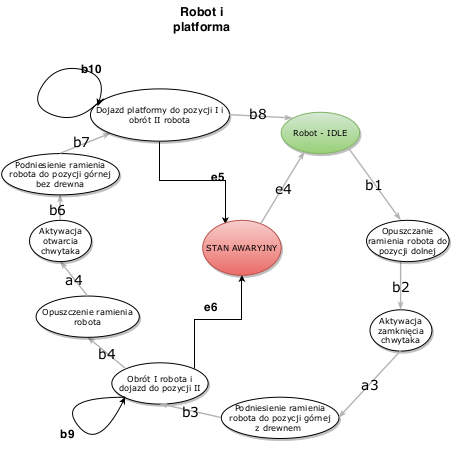 Robot i
platforma
b10
Dojazd platformy do pozycji I i
obrót II robota
b8
Robot - IDLE
b7
Podniesienie ramienia
robota do pozycji górnej
bez drewna
e5
e4
b1
b6
Aktywacja
otwarcia
chwytaka
STAN AWARYJNY
Opuszczanie
ramienia robota do
pozycji dolnej
a4
b2
Opuszczenie ramienia
robota
e6
Aktywacja
zamknięcia
chwytaka
b4
Obrót I robota i
dojazd do pozycji II
a3
b3
Podniesienie ramienia
robota do pozycji górnej
z drewnem
b9